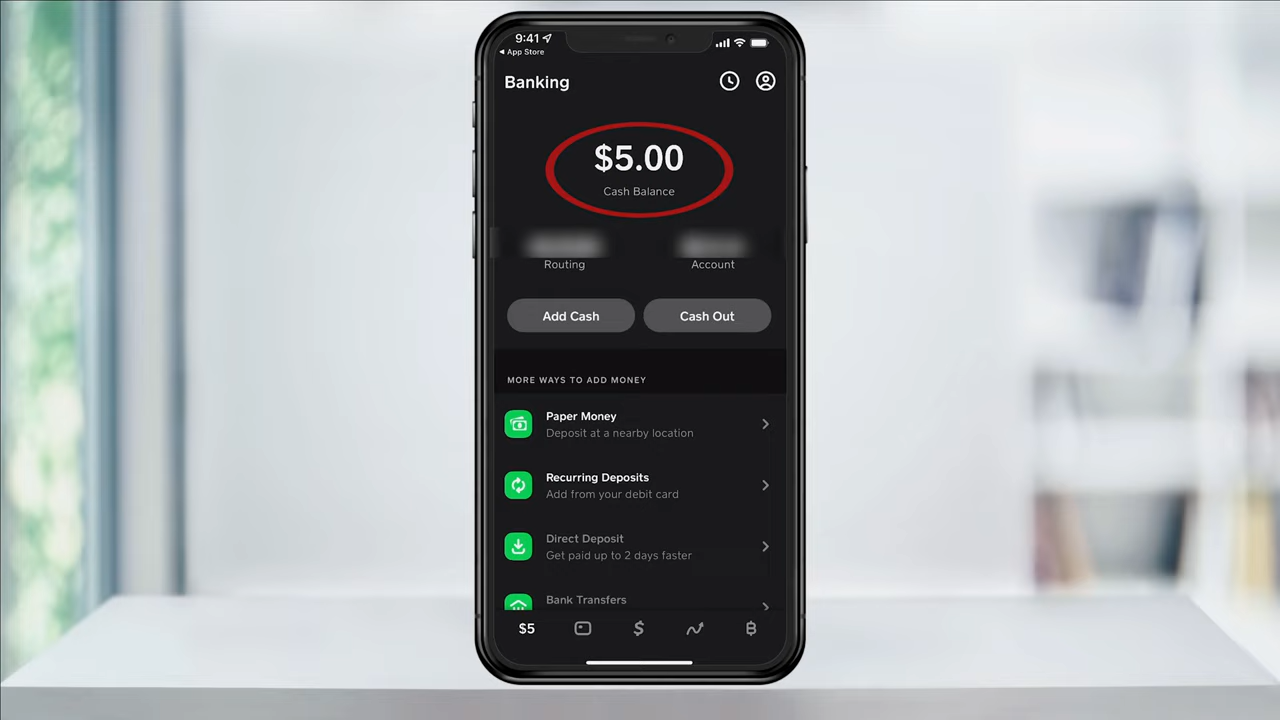 9:41
App Store
Banking
$5.00
Cash Balance
Routing
Account
Add Cash
Cash Out
MORE WAYS TO ADD MONEY
Paper Money
Deposit at a nearby location
Recurring Deposits
Add from your debit card
Direct Deposit
Get paid up to 2 days faster
Bank Transfers
$5